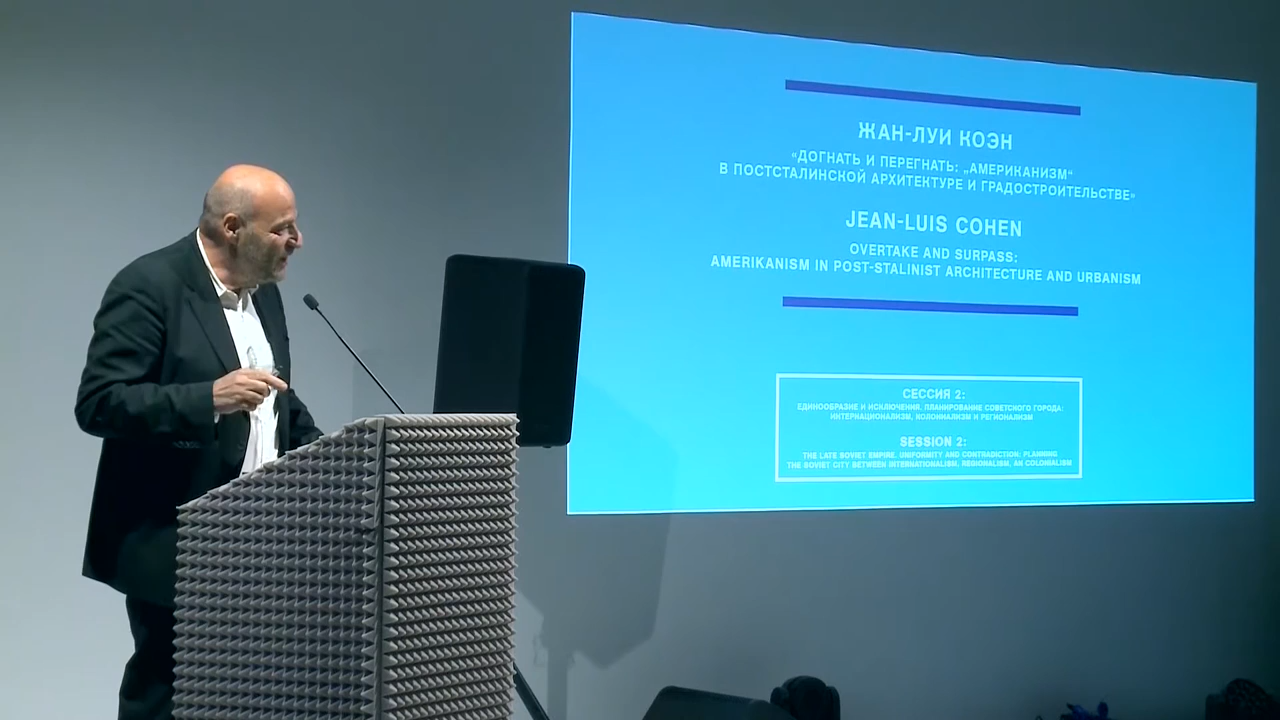 ЖАН-ЛУИ КОЭН
«ДОГНАТЬ И ПЕРЕГНАТЬ: „АМЕРИКАНИЗМ“
В ПОСТСТАЛИНСКОЙ АРХИТЕКТУРЕ И ГРАДОСТРОИТЕЛЬСТВЕ»
JEAN-LUIS COHEN
OVERTAKE AND SURPASS:
AMERIKANISM IN POST-STALINIST ARCHITECTURE AND URBANISM
СЕССИЯ 2:
ЕДИНООБРАЗИЕ И ИСКЛЮЧЕНИЯ. ПЛАНИРОВАНИЕ СОВЕТСКОГО ГОРОДА:
ИНТЕРНАЦИОНАЛИЗМ, КОЛОНИАЛИЗМ И РЕГИОНАЛИЗМ
SESSION 2:
THE LATE SOVIET EMPIRE. UNIFORMITY AND CONTRADICTION: PLANNING
THE SOVIET CITY BETWEEN INTERNATIONALISM, REGIONALISM, AN COLONIALISM